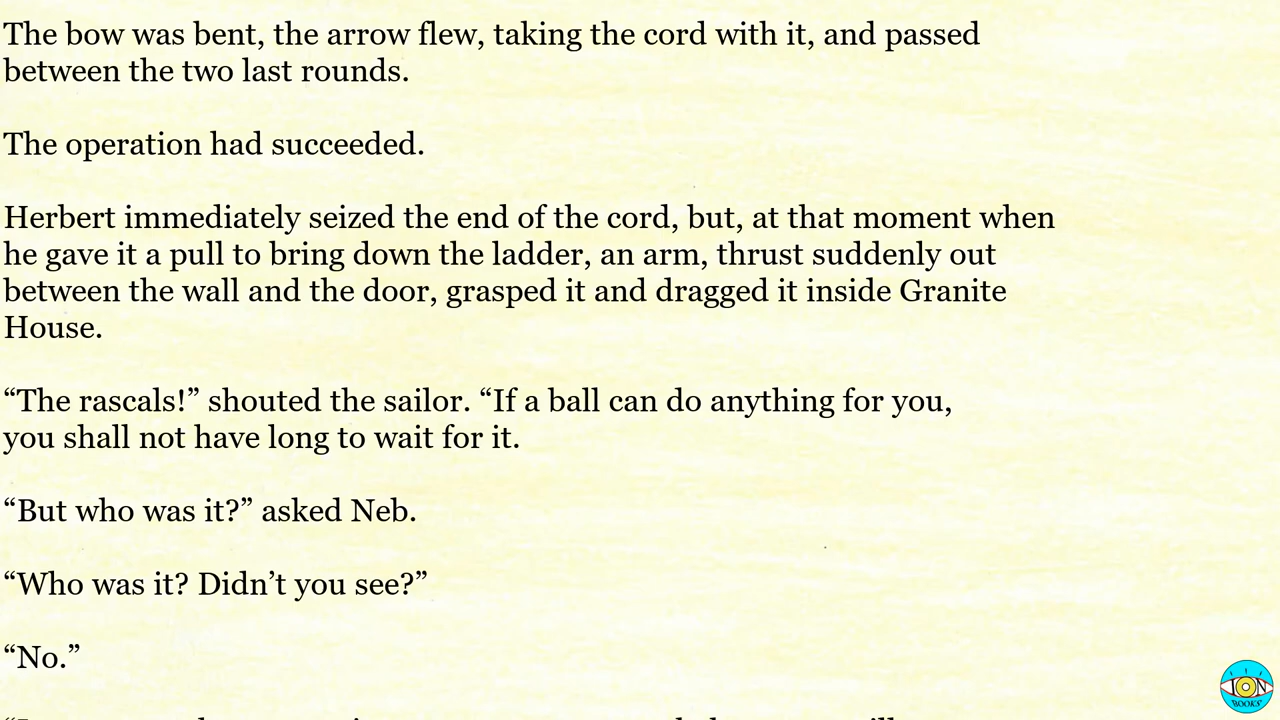 The bow was bent, the arrow flew, taking the cord with it, and passed
between the two last rounds.
The operation had succeeded.
Herbert immediately seized the end of the cord, but, at that moment when
he gave it a pull to bring down the ladder, an arm, thrust suddenly out
between the wall and the door, grasped it and dragged it inside Granite
House.
“The rascals!” shouted the sailor. “If a ball can do anything for you,
you shall not have long to wait for it.
“But who was it?” asked Neb.
“Who was it? Didn’t you see?”
“No.”
ION
BOOKS